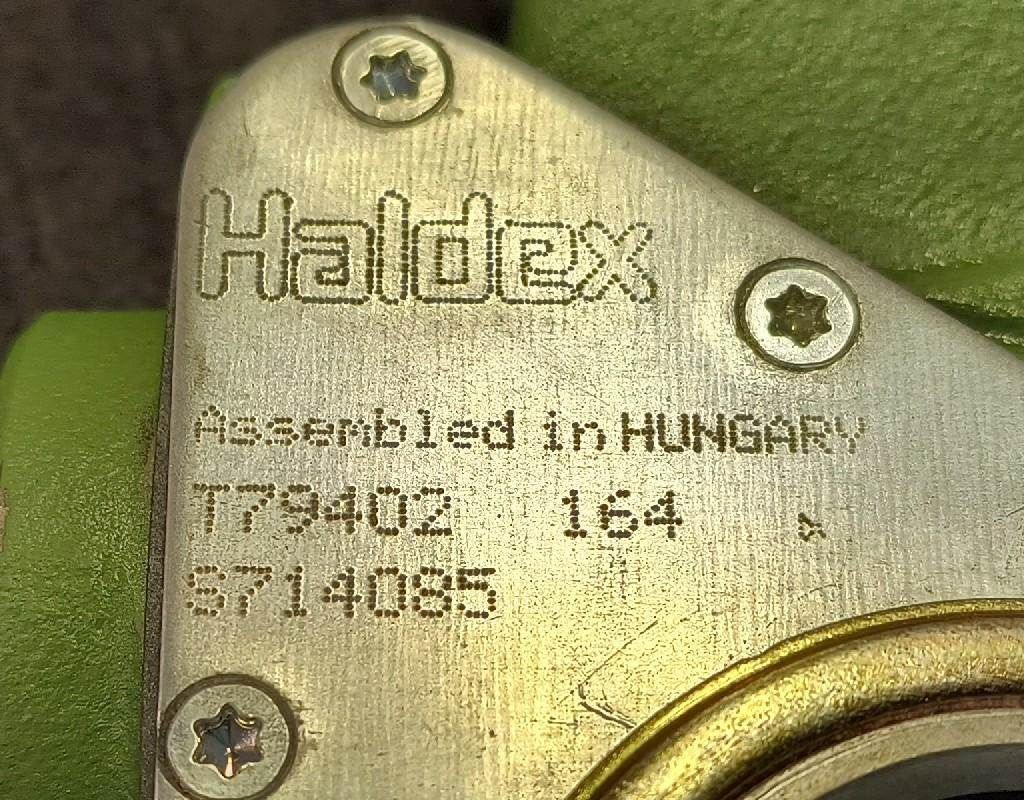 Haldex
Assembled in HUNGARY
T79402 164
S714085